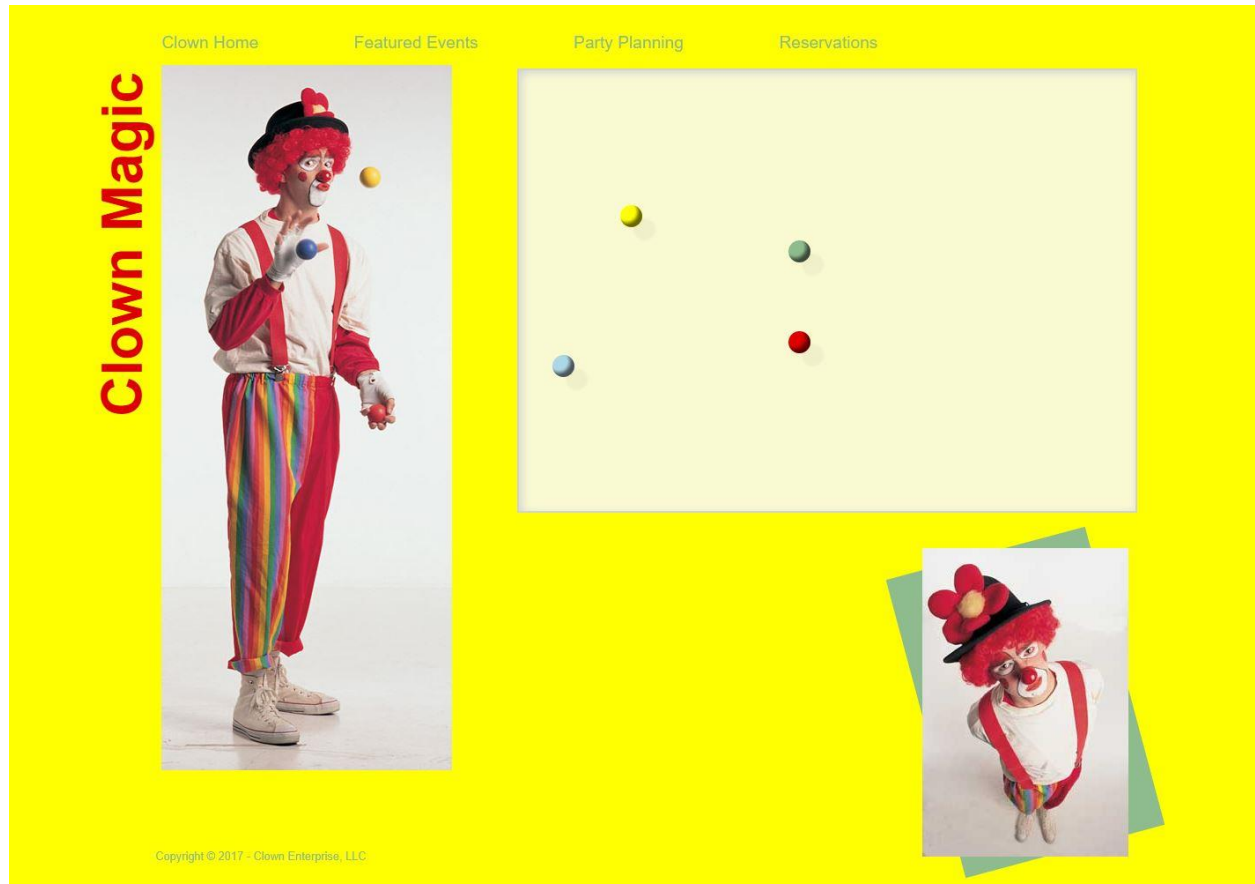 Clown Home
Featured Events
Party Planning
Reservations
Clown Magic
Copyright © 2017 - Clown Enterprise, LLC